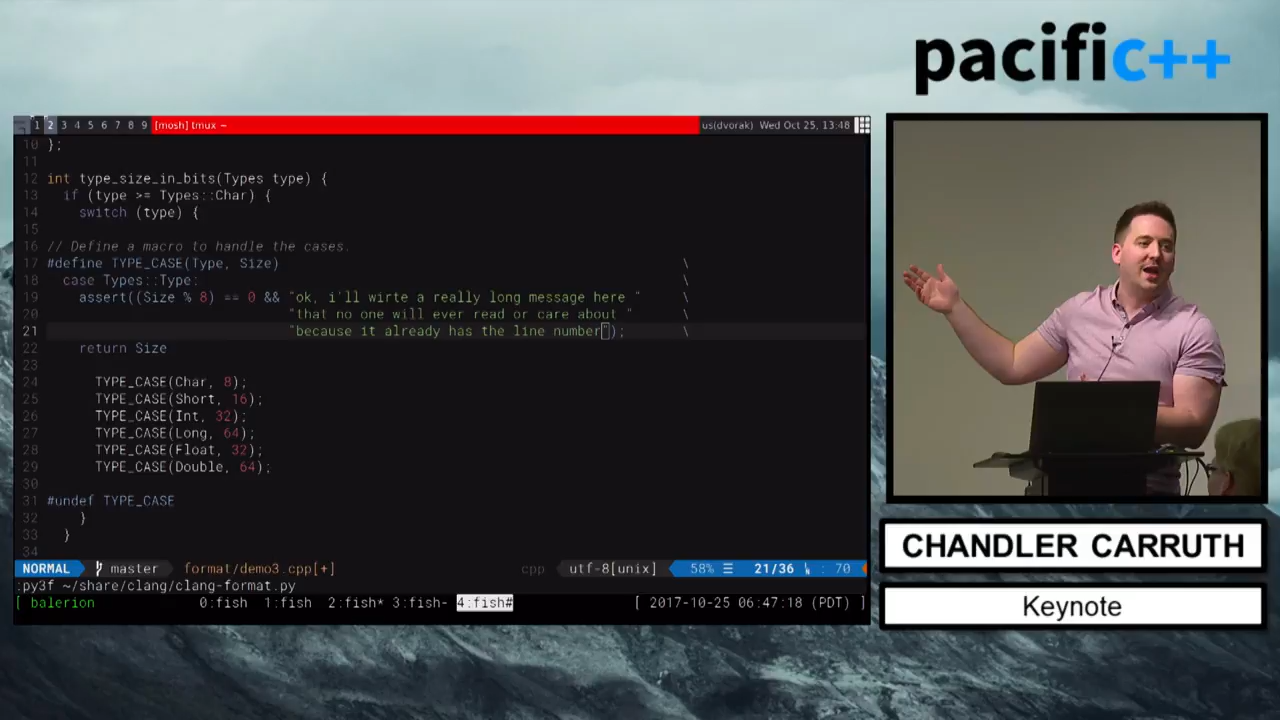 pacific++
1 2 3 4 5 6 7 8 9 [mosh] tmux ~ us(dvorak) Wed Oct 25, 13:48
10 };
11
12 int type_size_in_bits(Types type) {
13 if (type >= Types::Char) {
14 switch (type) {
15
16 // Define a macro to handle the cases.
17 #define TYPE_CASE(Type, Size) \
18 case Types::Type: \
19 assert((Size % 8) == 0 && "ok, i'll wirte a really long message here " \
20 "that no one will ever read or care about " \
21 "because it already has the line number"); \
22 return Size
23
24 TYPE_CASE(Char, 8);
25 TYPE_CASE(Short, 16);
26 TYPE_CASE(Int, 32);
27 TYPE_CASE(Long, 64);
28 TYPE_CASE(Float, 32);
29 TYPE_CASE(Double, 64);
30
31 #undef TYPE_CASE
32 }
33 }
34
NORMAL master format/demo3.cpp[+] cpp utf-8[unix] 58% ☰ 21/36 : 70
:py3f ~/share/clang/clang-format.py
[ balerion 0:fish 1:fish 2:fish* 3:fish- 4:fish# [ 2017-10-25 06:47:18 (PDT) ]
CHANDLER CARRUTH
Keynote